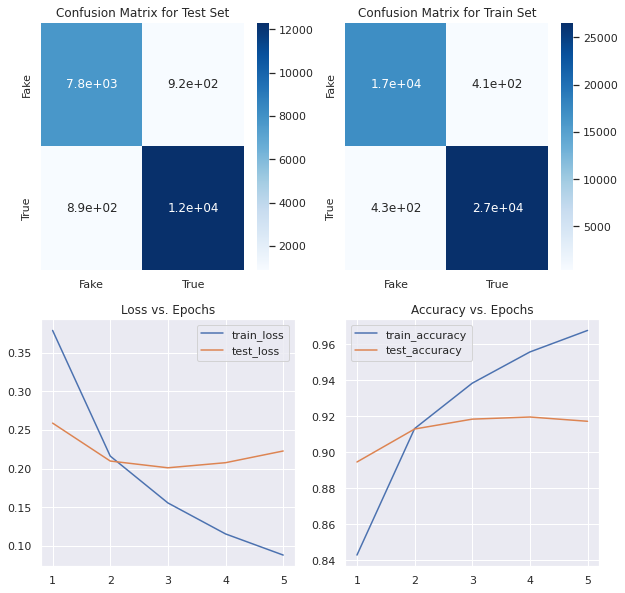 Confusion Matrix for Test Set
Fake
True
7.8e+03 9.2e+02
8.9e+02 1.2e+04
Fake True
12000
10000
8000
6000
4000
2000
Confusion Matrix for Train Set
Fake
True
1.7e+04 4.1e+02
4.3e+02 2.7e+04
Fake True
25000
20000
15000
10000
5000
Loss vs. Epochs
train_loss
test_loss
0.35
0.30
0.25
0.20
0.15
0.10
1 2 3 4 5
Accuracy vs. Epochs
train_accuracy
test_accuracy
0.96
0.94
0.92
0.90
0.88
0.86
0.84
1 2 3 4 5